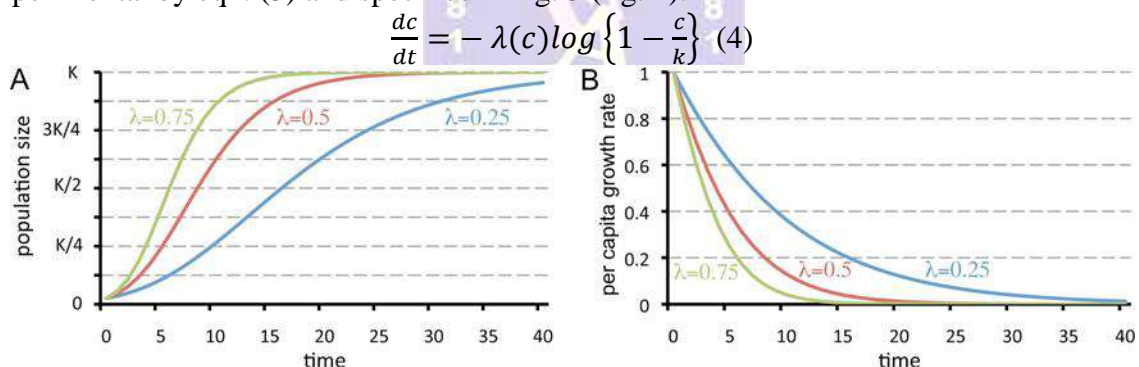 dc/dt = − λ(c)log {1 − c/k} (4)
A
population size
K
3K/4
K/2
K/4
0
λ=0.75
λ=0.5
λ=0.25
0 5 10 15 20 25 30 35 40
time
B
per capita growth rate
1
0.8
0.6
0.4
0.2
0
λ=0.75
λ=0.5
λ=0.25
0 5 10 15 20 25 30 35 40
time